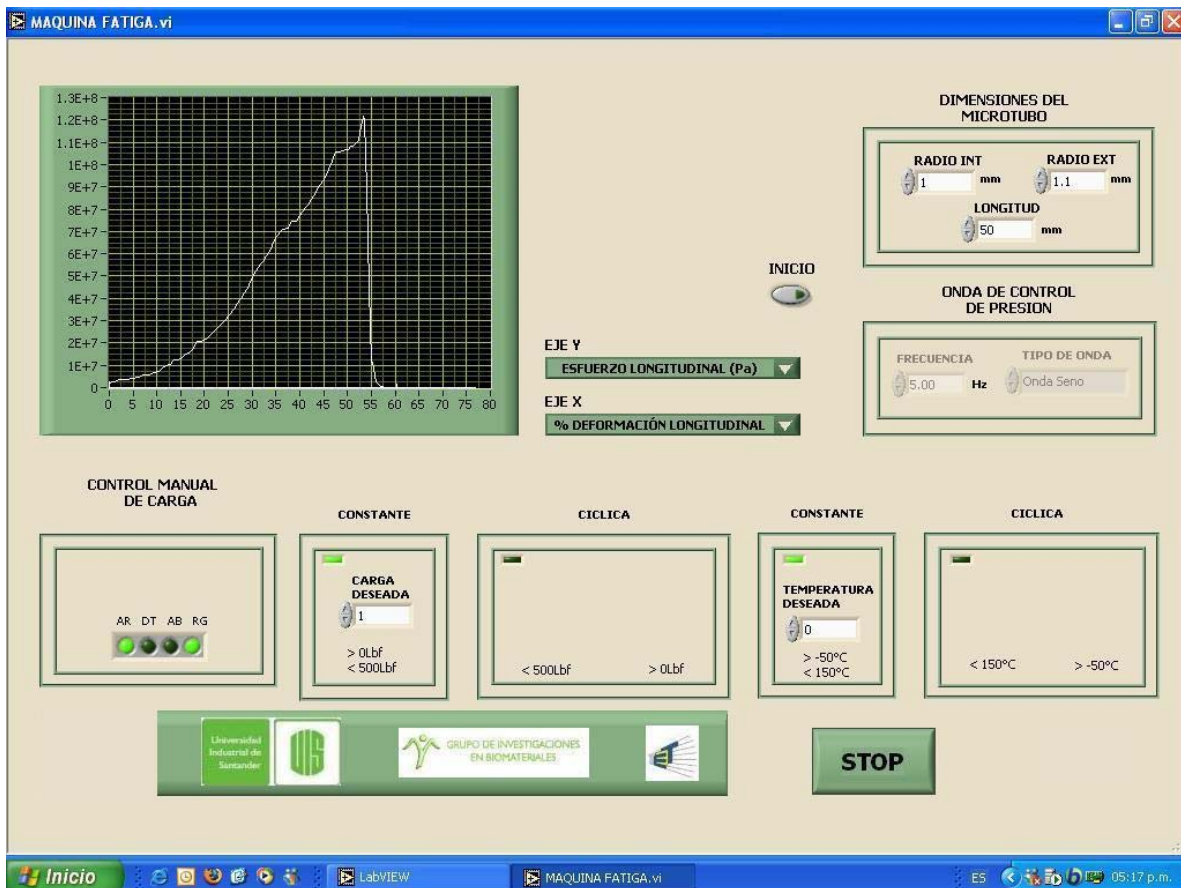 MAQUINA FATIGA.vi
1.3E+8
1.2E+8
1.1E+8
1E+8
9E+7
8E+7
7E+7
6E+7
5E+7
4E+7
3E+7
2E+7
1E+7
0
0 5 10 15 20 25 30 35 40 45 50 55 60 65 70 75 80
DIMENSIONES DEL
MICROTUBO
RADIO INT RADIO EXT
1 mm 1.1 mm
LONGITUD
50 mm
INICIO
ONDA DE CONTROL
DE PRESION
FRECUENCIA TIPO DE ONDA
5.00 Hz Onda Seno
EJE Y
ESFUERZO LONGITUDINAL (Pa)
EJE X
% DEFORMACIÓN LONGITUDINAL
CONTROL MANUAL
DE CARGA
AR DT AB RG
CONSTANTE
CARGA
DESEADA
1
> 0Lbf
< 500Lbf
CICLICA
< 500Lbf > 0Lbf
CONSTANTE
TEMPERATURA
DESEADA
0
> -50ºC
< 150ºC
CICLICA
< 150ºC > -50ºC
Universidad
Industrial de
Santander
UIS
GRUPO DE INVESTIGACIONES
EN BIOMATERIALES
STOP
Inicio LabVIEW MAQUINA FATIGA.vi ES 05:17 p.m.